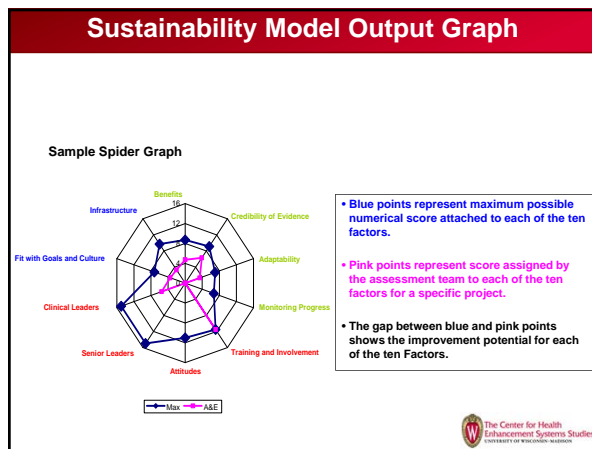 Sustainability Model Output Graph
Sample Spider Graph
Benefits
Credibility of Evidence
Adaptability
Monitoring Progress
Training and Involvement
Attitudes
Senior Leaders
Clinical Leaders
Fit with Goals and Culture
Infrastructure
16
12
8
4
0
Max
A&E
• Blue points represent maximum possible
numerical score attached to each of the ten
factors.
• Pink points represent score assigned by
the assessment team to each of the ten
factors for a specific project.
• The gap between blue and pink points
shows the improvement potential for each
of the ten Factors.
W
The Center for Health
Enhancement Systems Studies
UNIVERSITY OF WISCONSIN-MADISON